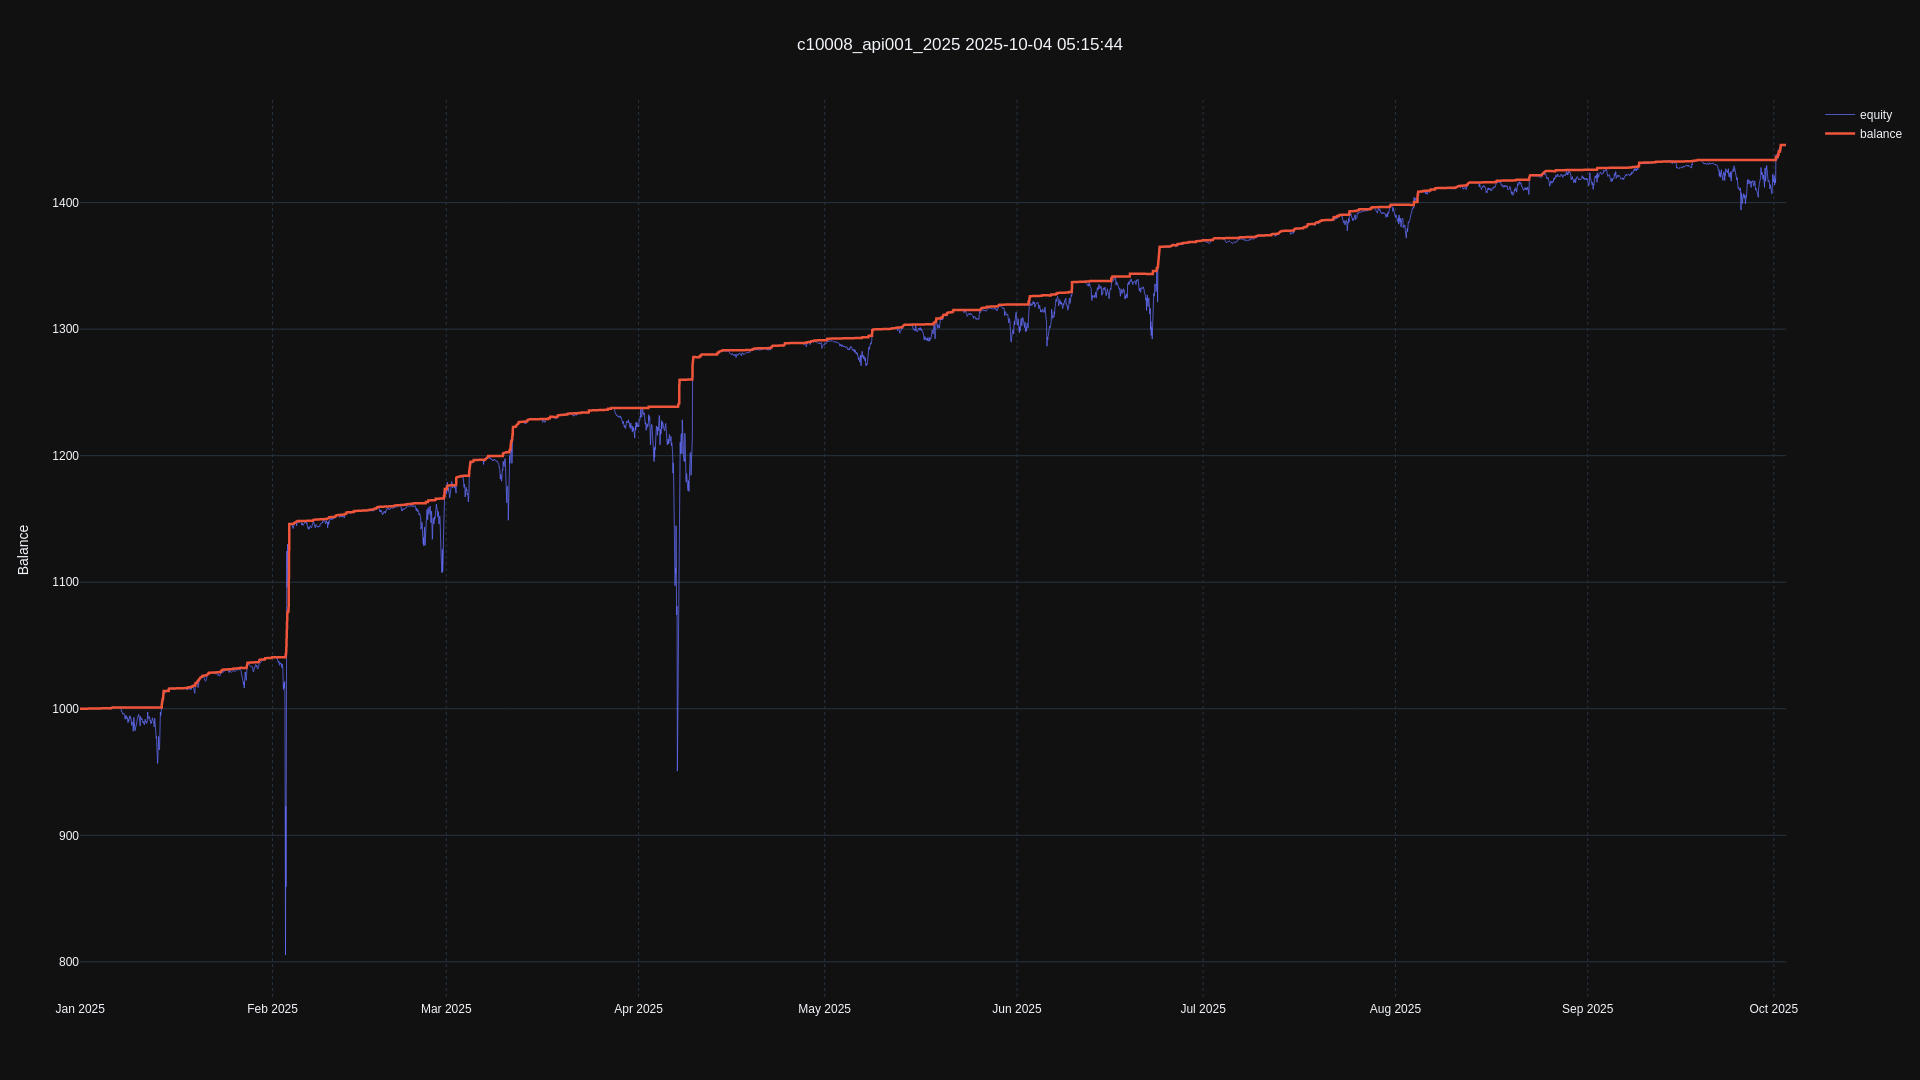 c10008_api001_2025 2025-10-04 05:15:44
equity
balance
Balance
1400
1300
1200
1100
1000
900
800
Jan 2025
Feb 2025
Mar 2025
Apr 2025
May 2025
Jun 2025
Jul 2025
Aug 2025
Sep 2025
Oct 2025